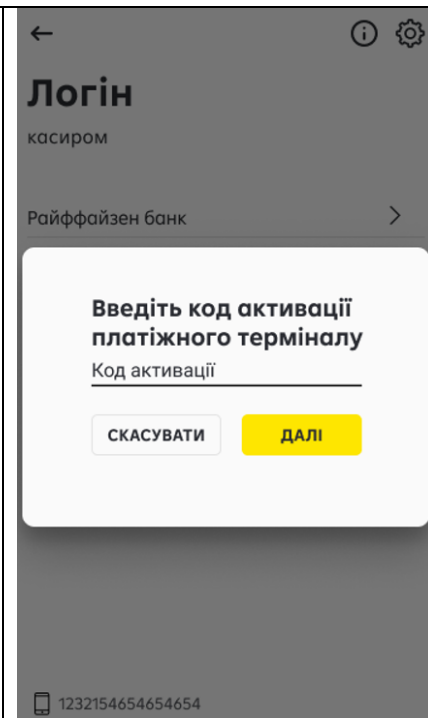 Логін
касиром
Райффайзен банк
Введіть код активації
платіжного терміналу
Код активації
СКАСУВАТИ ДАЛІ
1232154654654654